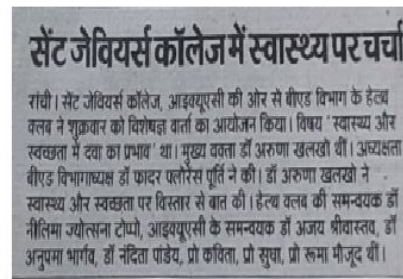 सेंट जेवियर्स कॉलेज में स्वास्थ्य पर चर्चा
रांची। सेंट जेवियर्स कॉलेज, आइक्यूएसी की ओर से बीएड विभाग के हेल्थ
क्लब ने शुक्रवार को विशेषज्ञ वार्ता का आयोजन किया। विषय 'स्वास्थ्य और
स्वच्छता में दवा का प्रभाव' था। मुख्य वक्ता डॉ अरुणा खलखो थीं। अध्यक्षता
बीएड विभागाध्यक्ष डॉ फादर फ्लोरेंस पूर्ति ने की। डॉ अरुणा खलखो ने
स्वास्थ्य और स्वच्छता पर विस्तार से बात की। हेल्थ क्लब की समन्वयक डॉ
नीलिमा ज्योत्सना टोप्पो, आइक्यूएसी के समन्वयक डॉ अजय श्रीवास्तव, डॉ
अनुपमा भार्गव, डॉ नंदिता पांडेय, प्रो कविता, प्रो सुधा, प्रो रूमा मौजूद थीं।